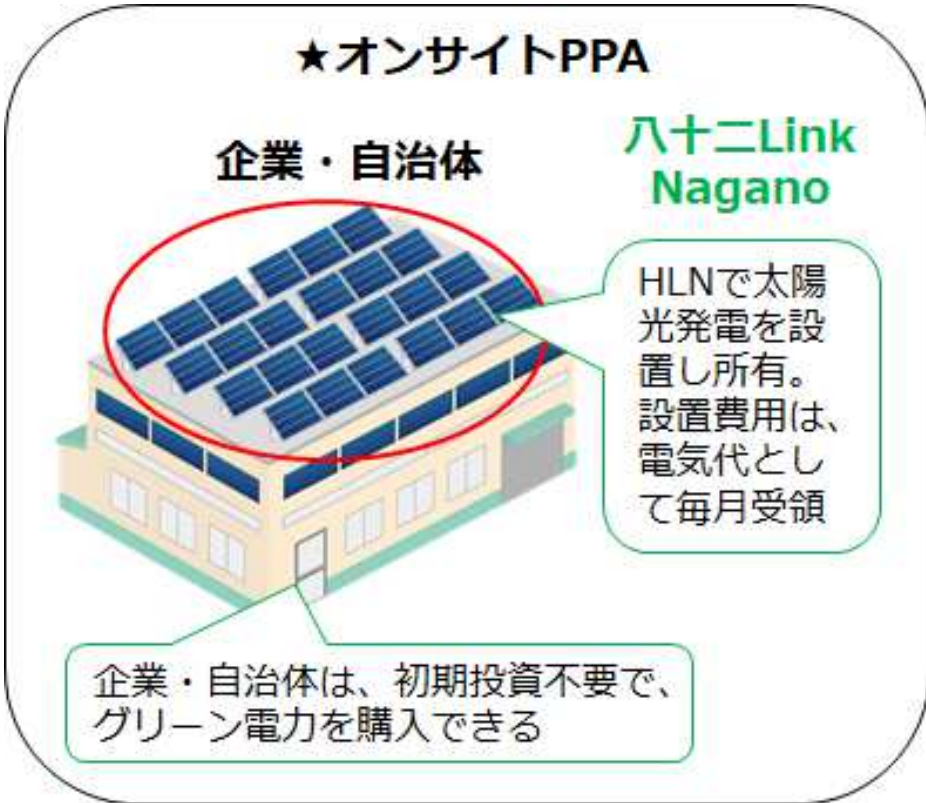 ★オンサイトPPA
企業・自治体
八十二Link
Nagano
HLNで太陽
光発電を設
置し所有。
設置費用は、
電気代とし
て毎月受領
企業・自治体は、初期投資不要で、
グリーン電力を購入できる